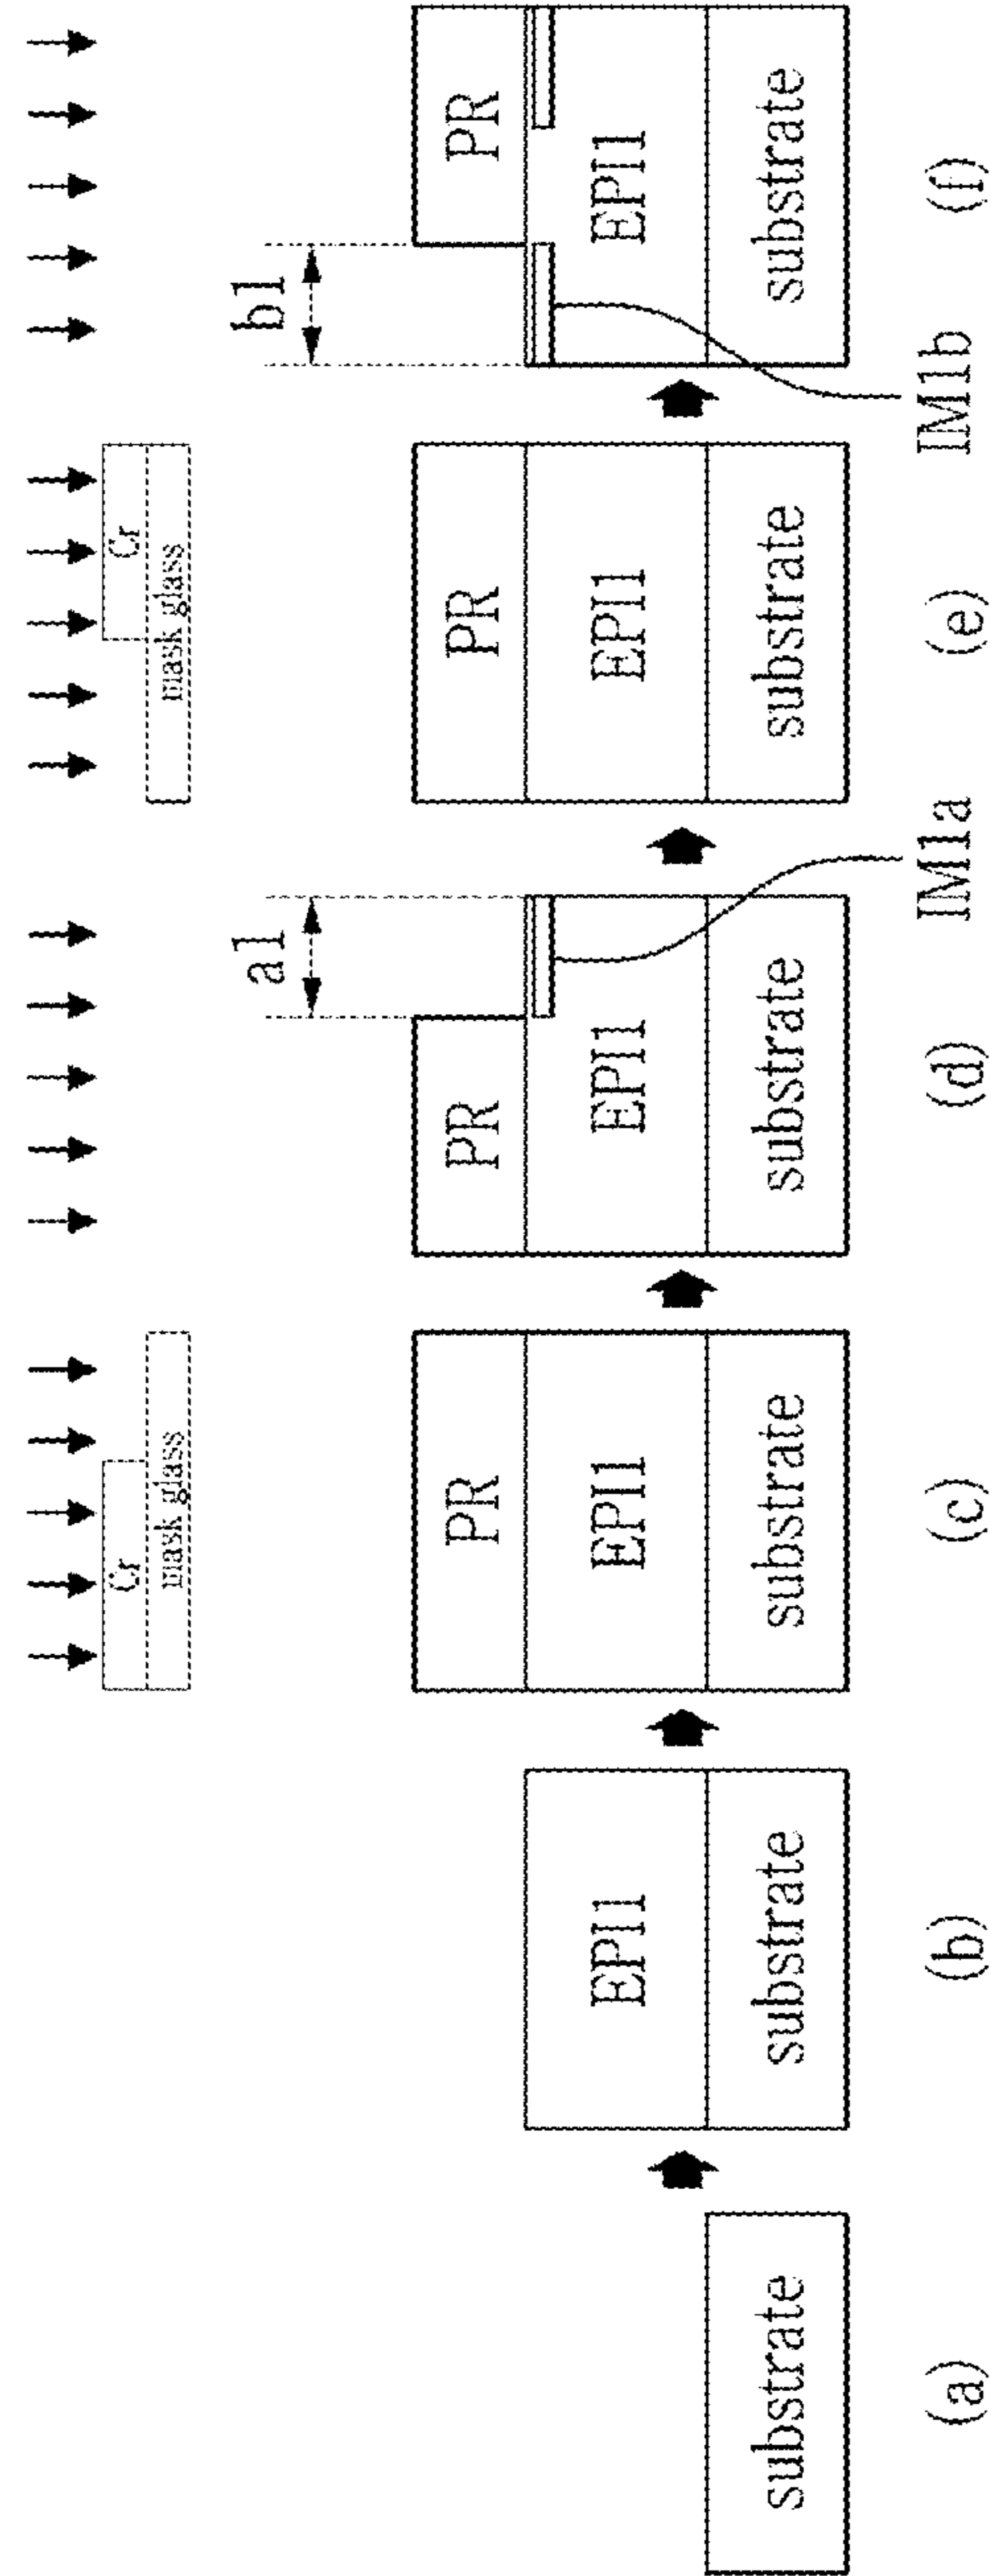 substrate
(a)
EPI1
substrate
(b)
Cr
mask glass
PR
EPI1
substrate
(c)
a1
PR
EPI1
substrate
IM1a
(d)
Cr
mask glass
PR
EPI1
substrate
(e)
b1
PR
EPI1
substrate
IM1b
(f)